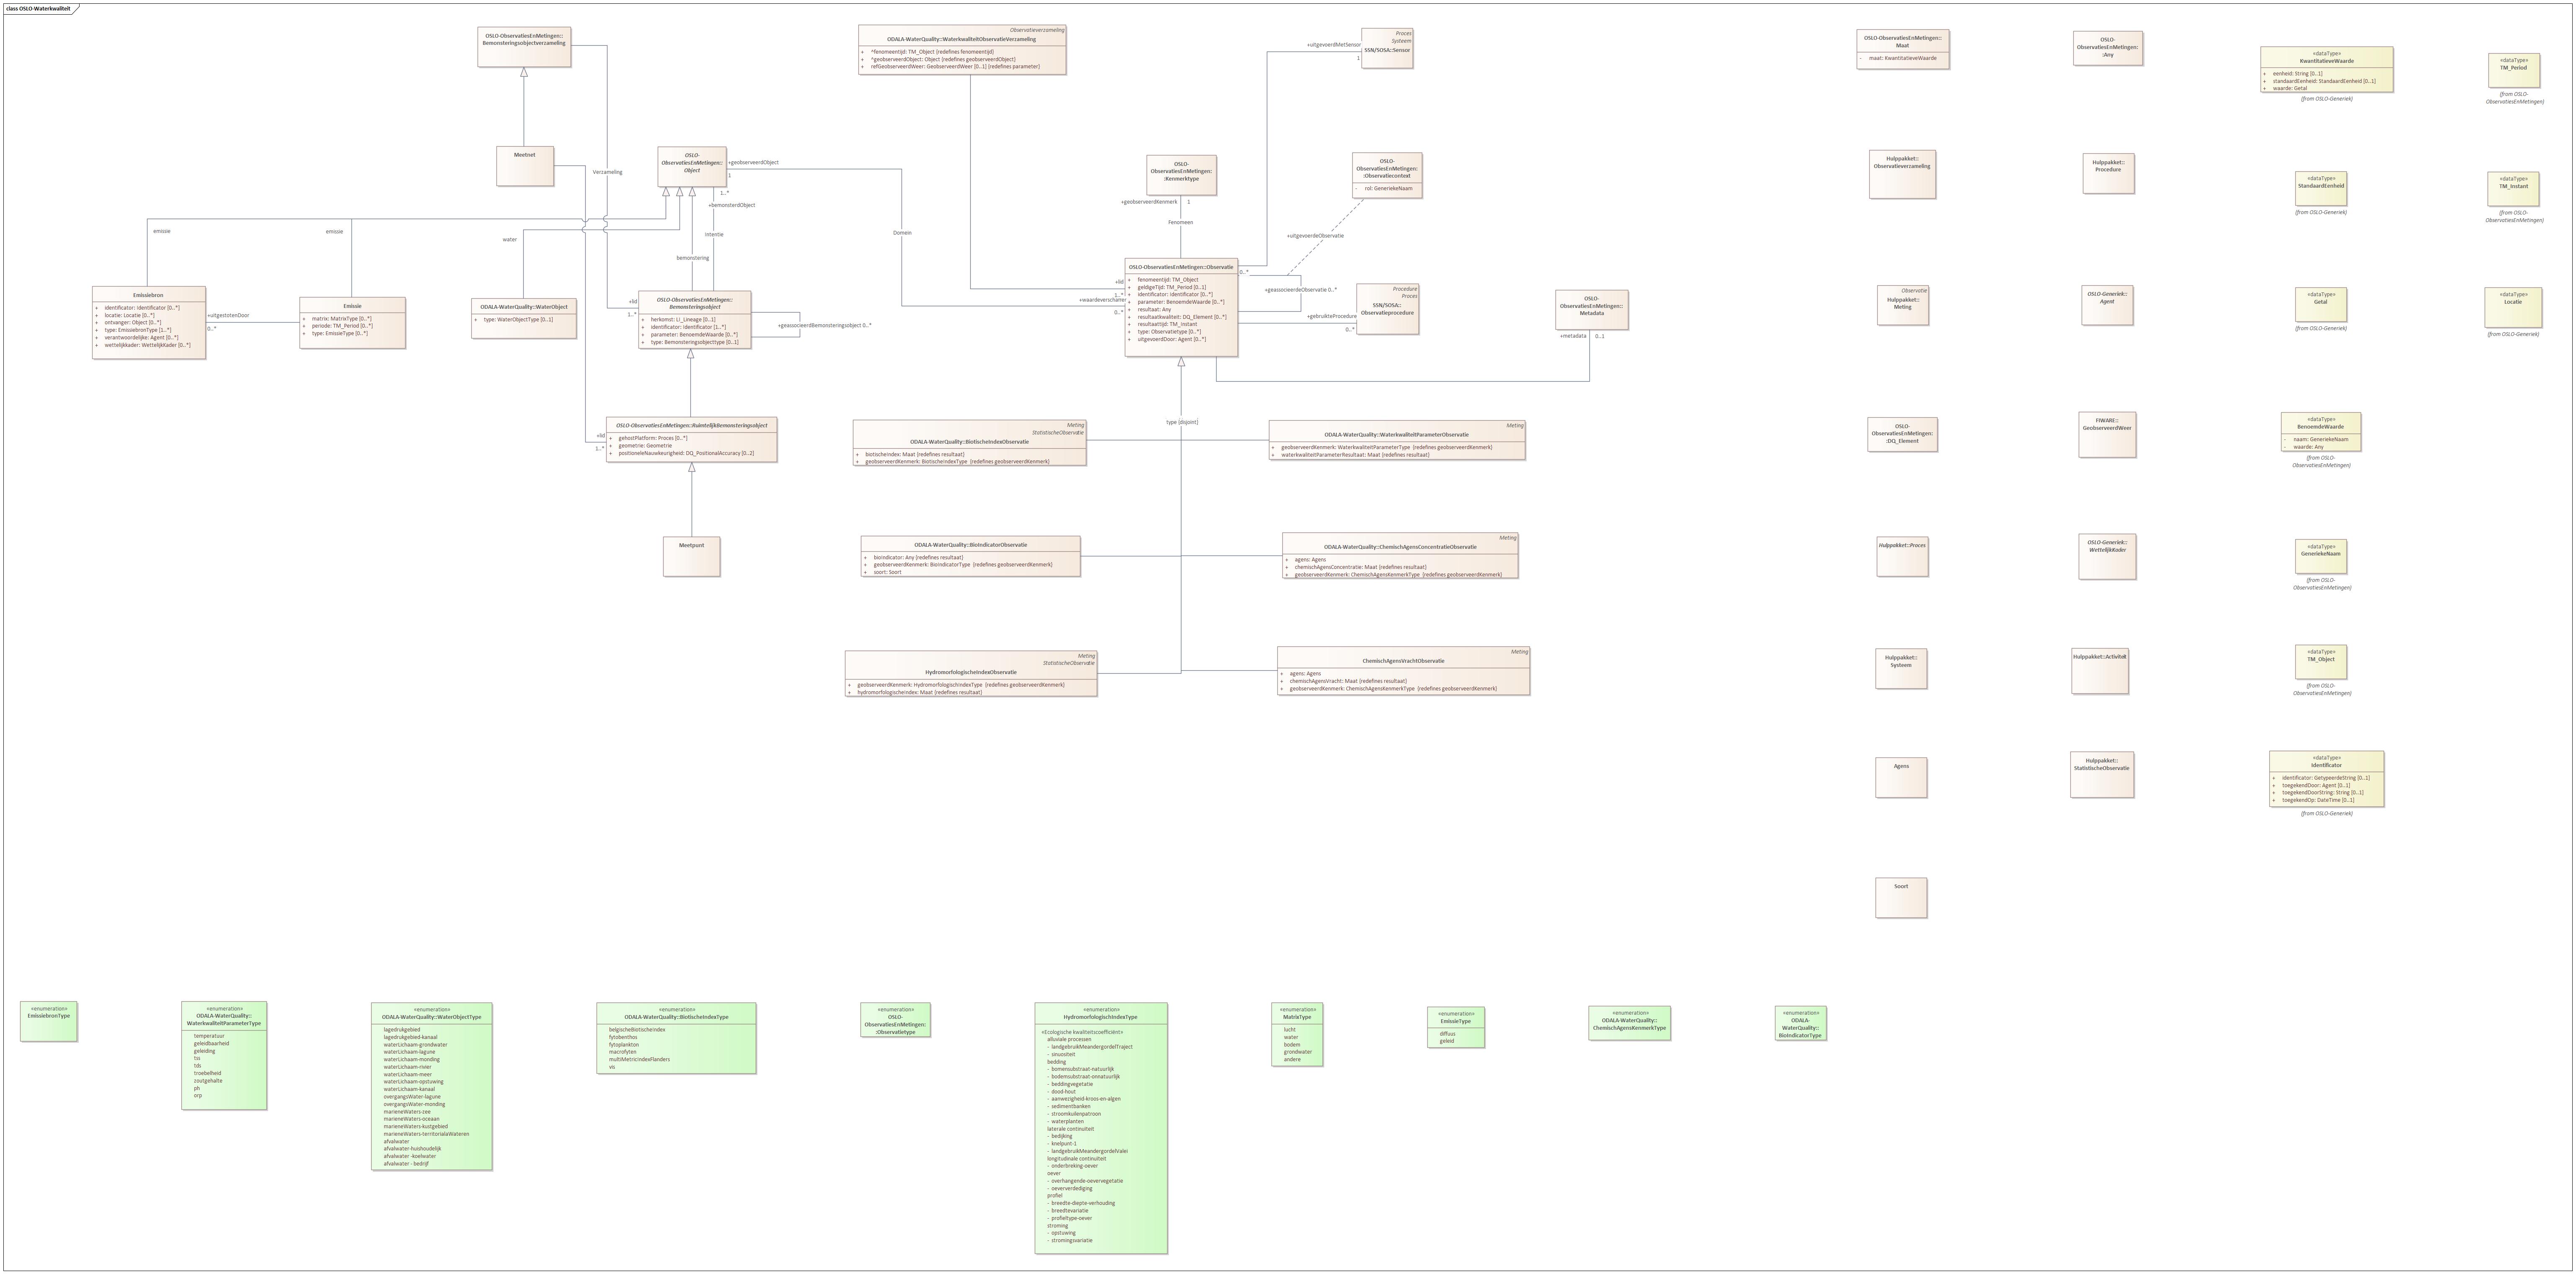 class OSLO-Waterkwaliteit
OSLO-ObservatiesEnMetingen::
Bemonsteringsobjectverzameling
Meetnet
Verzameling
OSLO-
ObservatiesEnMetingen::
Object
+geobserveerdObject
1
1..*
+bemonsterdObject
Intentie
bemonstering
water
emissie
emissie
Domein
Emissiebron
+ identificator: Identificator [0..*]
+ locatie: Locatie [0..*]
+ ontvanger: Object [0..*]
+ type: EmissiebronType [1..*]
+ verantwoordelijke: Agent [0..*]
+ wettelijkkader: WettelijkKader [0..*]
+uitgestotenDoor
0..*
Emissie
+ matrix: MatrixType [0..*]
+ periode: TM_Period [0..*]
+ type: EmissieType [0..*]
ODALA-WaterQuality::WaterObject
+ type: WaterObjectType [0..1]
+lid
1..*
OSLO-ObservatiesEnMetingen::
Bemonsteringsobject
+ herkomst: Li_Lineage [0..1]
+ identificator: Identificator [1..*]
+ parameter: BenoemdeWaarde [0..*]
+ type: Bemonsteringsobjecttype [0..1]
+geassocieerdBemonsteringsobject 0..*
+lid
1..*
OSLO-ObservatiesEnMetingen::RuimtelijkBemonsteringsobject
+ gehostPlatform: Proces [0..*]
+ geometrie: Geometrie
+ postioneleNauwkeurigheid: DQ_PostionalAccuracy [0..2]
Meetpunt
Observatieverzameling
ODALA-WaterQuality::WaterkwaliteitObservatieVerzameling
+ ^fenomeentijd: TM_Object {redefines fenomeentijd}
+ ^geobserveerdObject: Object {redefines geobserveerdObject}
+ refGeobserveerdWeer: GeobserveerdWeer [0..1] {redefines parameter}
+uitgevoerdMetSensor
1
Proces
Systeem
SSN/SOSA::Sensor
OSLO-
ObservatiesEnMetingen:
:Kenmerktype
+geobserveerdKenmerk 1
Fenomeen
OSLO-
ObservatiesEnMetingen:
:Observatiecontext
- rol: GeneriekeNaam
+uitgevoerdeObservatie
OSLO-ObservatiesEnMetingen::Observatie
+ fenomeentijd: TM_Object
+ geldigeTijd: TM_Period [0..1]
+ identificator: Identificator [0..*]
+ parameter: BenoemdeWaarde [0..*]
+ resultaat: Any
+ resultaatkwaliteit: DQ_Element [0..*]
+ resultaattijd: TM_Instant
+ type: Observatietype [0..*]
+ uitgevoerdDoor: Agent [0..*]
+lid
1..*
+waardeverschaffer
0..*
0..*
+geassocieerdeObservatie 0..*
+gebruikteProcedure
0..*
Procedure
Proces
SSN/SOSA::
Observatieprocedure
OSLO-
ObservatiesEnMetingen::
Metadata
+metadata 0..1
type {disjoint}
Meting
StatistischeObservatie
ODALA-WaterQuality::BiotischeIndexObservatie
+ biotischeIndex: Maat {redefines resultaat}
+ geobserveerdKenmerk: BiotischeIndexType {redefines geobserveerdKenmerk}
Meting
ODALA-WaterQuality::WaterkwaliteitParameterObservatie
+ geobserveerdKenmerk: WaterkwaliteitParameterType {redefines geobserveerdKenmerk}
+ waterkwaliteitParameterResultaat: Maat {redefines resultaat}
ODALA-WaterQuality::BioIndicatorObservatie
+ bioIndicator: Any {redefines resultaat}
+ geobserveerdKenmerk: BioIndicatorType {redefines geobserveerdKenmerk}
+ soort: Soort
Meting
ODALA-WaterQuality::ChemischAgensConcentratieObservatie
+ agens: Agens
+ chemischAgensConcentratie: Maat {redefines resultaat}
+ geobserveerdKenmerk: ChemischAgensKenmerkType {redefines geobserveerdKenmerk}
Meting
StatistischeObservatie
HydromorfologischeIndexObservatie
+ geobserveerdKenmerk: HydromorfologischIndexType {redefines geobserveerdKenmerk}
+ hydromorfologischeIndex: Maat {redefines resultaat}
Meting
ChemischAgensVrachtObservatie
+ agens: Agens
+ chemischAgensVracht: Maat {redefines resultaat}
+ geobserveerdKenmerk: ChemischAgensKenmerkType {redefines geobserveerdKenmerk}
OSLO-ObservatiesEnMetingen::
Maat
- maat: KwantitatieveWaarde
OSLO-
ObservatiesEnMetingen:
:Any
«dataType»
KwantitatieveWaarde
+ eenheid: String [0..1]
+ standaardEenheid: StandaardEenheid [0..1]
+ waarde: Getal
(from OSLO-Generiek)
«dataType»
TM_Period
(from OSLO-
ObservatiesEnMetingen)
Hulppakket::
Observatieverzameling
Hulppakket::
Procedure
«dataType»
StandaardEenheid
(from OSLO-Generiek)
«dataType»
TM_Instant
(from OSLO-
ObservatiesEnMetingen)
Observatie
Hulppakket::
Meting
OSLO-Generiek::
Agent
«dataType»
Getal
(from OSLO-Generiek)
«dataType»
Locatie
(from OSLO-Generiek)
OSLO-
ObservatiesEnMetingen:
:DQ_Element
FIWARE::
GeobserveerdWeer
«dataType»
BenoemdeWaarde
- naam: GeneriekeNaam
- waarde: Any
(from OSLO-
ObservatiesEnMetingen)
Hulppakket::Proces
OSLO-Generiek::
WettelijkKader
«dataType»
GeneriekeNaam
(from OSLO-
ObservatiesEnMetingen)
Hulppakket::
Systeem
Hulppakket::Activiteit
«dataType»
TM_Object
(from OSLO-
ObservatiesEnMetingen)
Agens
Hulppakket::
StatistischeObservatie
«dataType»
Identificator
+ identificator: GetypeerdeString [0..1]
+ toegekendDoor: Agent [0..1]
+ toegekendDoorString: String [0..1]
+ toegekendOp: DateTime [0..1]
(from OSLO-Generiek)
Soort
«enumeration»
EmissiebronType
«enumeration»
ODALA-WaterQuality::
WaterkwaliteitParameterType
temperatuur
geleidbaarheid
geleiding
tss
tds
troebelheid
zoutgehalte
ph
orp
«enumeration»
ODALA-WaterQuality::WaterObjectType
lagedrukgebied
lagedrukgebied-kanaal
waterLichaam-grondwater
waterLichaam-lagune
waterLichaam-monding
waterLichaam-rivier
waterLichaam-meer
waterLichaam-opstuwing
waterLichaam-kanaal
overgangsWater-lagune
overgangsWater-monding
marieneWaters-zee
marieneWaters-oceaan
marieneWaters-kustgebied
marieneWaters-territorialaWateren
afvalwater
afvalwater-huishoudelijk
afvalwater -koelwater
afvalwater - bedrijf
«enumeration»
ODALA-WaterQuality::BiotischeIndexType
belgischeBiotischeIndex
fytobenthos
fytoplankton
macrofyten
multiMetricIndexFlanders
vis
«enumeration»
OSLO-
ObservatiesEnMetingen:
:Observatietype
«enumeration»
HydromorfologischIndexType
«Ecologische kwaliteitscoefficiënt»
alluviale processen
- landgebruikMeandergordelTraject
- sinuositeit
bedding
- bomensubstraat-natuurlijk
- bodemsubstraat-onnatuurlijk
- beddingvegetatie
- dood-hout
- aanwezigheid-kroos-en-algen
- sedimentbanken
- stroomkuilenpatroon
- waterplanten
laterale continuïteit
- bedijking
- knelpunt-1
- landgebruikMeandergordelValei
longitudinale continuïteit
- onderbreking-oever
oever
- overhangende-oevervegetatie
- oeververdediging
profiel
- breedte-diepte-verhouding
- breedtevariatie
- profieltype-oever
stroming
- opstuwing
- stromingsvariatie
«enumeration»
MatrixType
lucht
water
bodem
grondwater
andere
«enumeration»
EmissieType
diffuus
geleid
«enumeration»
ODALA-WaterQuality::
ChemischAgensKenmerkType
«enumeration»
ODALA-
WaterQuality::
BioIndicatorType